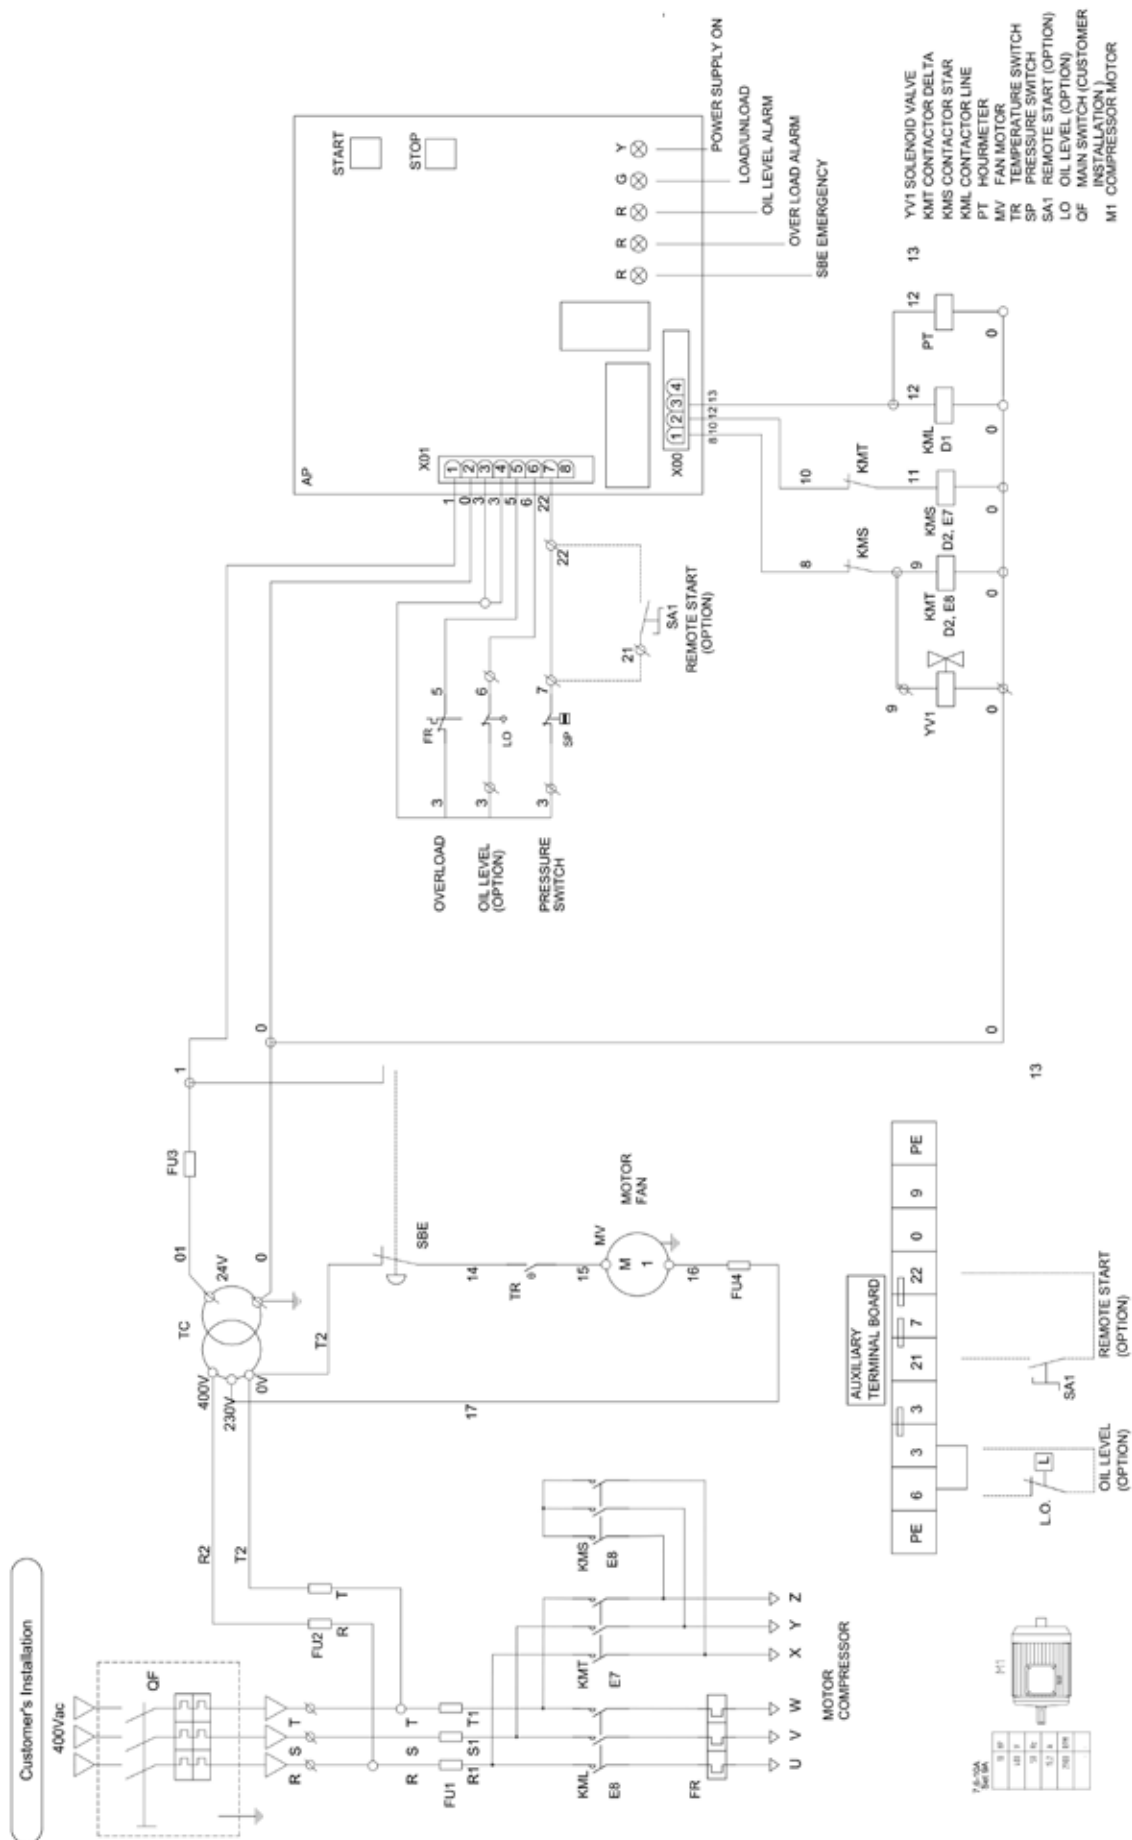 Customer's Installation
400Vac
QF
R S T
FU2
R T
R2
T2
R S T
FU1
R1 S1 T1
KML
E8
KMT
E7
KMS
E8
FR
U V W X Y Z
MOTOR
COMPRESSOR
M1
7,6-10A
Set 9A
TC
400V
230V
0V
24V
01
FU3
1
0
0
T2
17
SBE
14
TR
15
MV
M
1
MOTOR
FAN
16
FU4
AUXILIARY
TERMINAL BOARD
PE 6 3 3 21 7 22 0 9 PE
L.O.
L
OIL LEVEL
(OPTION)
SA1
REMOTE START
(OPTION)
13
0
OVERLOAD
3
FR
5
OIL LEVEL
(OPTION)
3
LO
6
PRESSURE
SWITCH
3
SP
7
22
21
SA1
REMOTE START
(OPTION)
AP
X01
1 2 3 4 5 6 7 8
1 0 3 3 5 6 22
START
STOP
X00
1 2 3 4
8 10 12 13
R R R G Y
SBE EMERGENCY
OVER LOAD ALARM
OIL LEVEL ALARM
LOAD/UNLOAD
POWER SUPPLY ON
8
KMS
9
9
YV1
0
KMT
D2, E8
0
10
KMT
11
KMS
D2, E7
0
12
KML
D1
0
12
PT
0
13
YV1 SOLENOID VALVE
KMT CONTACTOR DELTA
KMS CONTACTOR STAR
KML CONTACTOR LINE
PT HOURMETER
MV FAN MOTOR
TR TEMPERATURE SWITCH
SP PRESSURE SWITCH
SA1 REMOTE START (OPTION)
LO OIL LEVEL (OPTION)
QF MAIN SWITCH (CUSTOMER
INSTALLATION )
M1 COMPRESSOR MOTOR